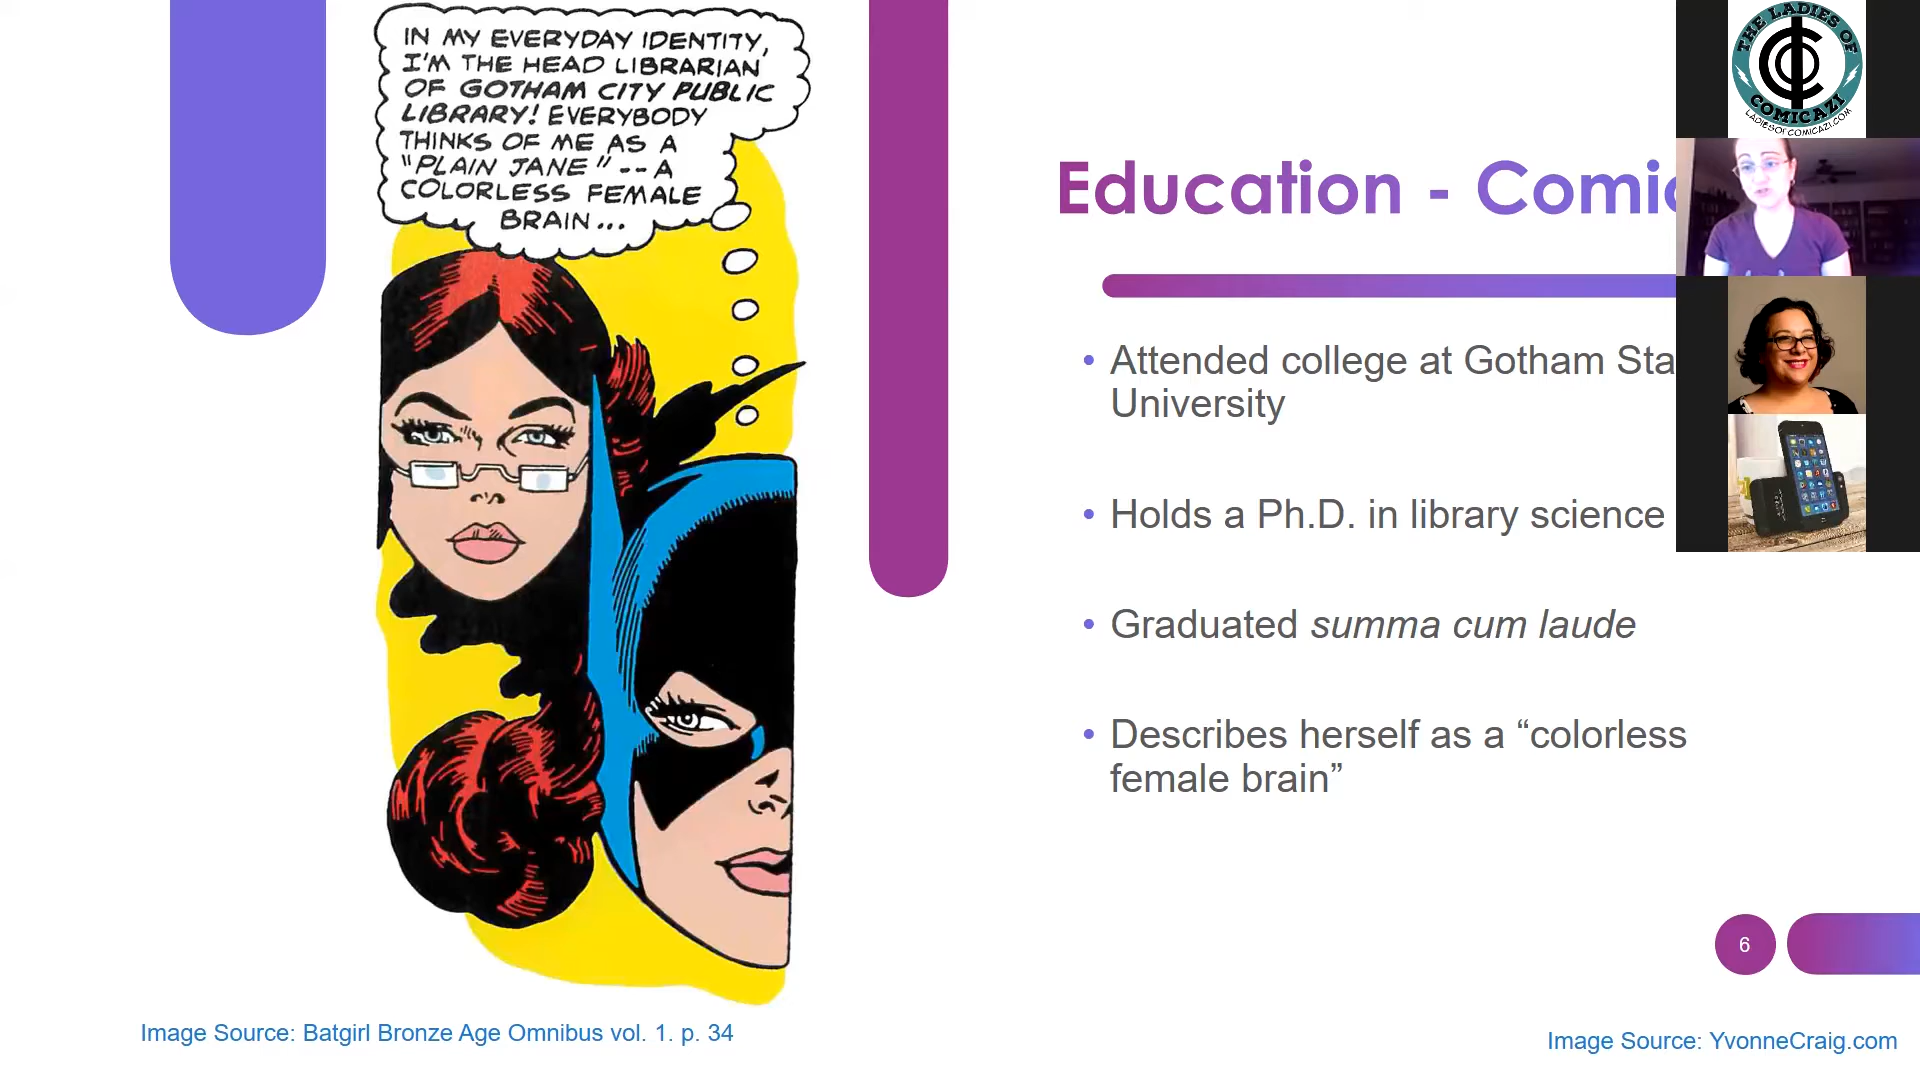 IN MY EVERYDAY IDENTITY,
I'M THE HEAD LIBRARIAN
OF GOTHAM CITY PUBLIC
LIBRARY! EVERYBODY
THINKS OF ME AS A
"PLAIN JANE" -- A
COLORLESS FEMALE
BRAIN...
Education - Comic
• Attended college at Gotham Sta
University
• Holds a Ph.D. in library science
• Graduated summa cum laude
• Describes herself as a “colorless
female brain”
6
Image Source: Batgirl Bronze Age Omnibus vol. 1. p. 34
Image Source: YvonneCraig.com
THE LADIES OF
COMICAZI
LADIESOFCOMICAZI.COM